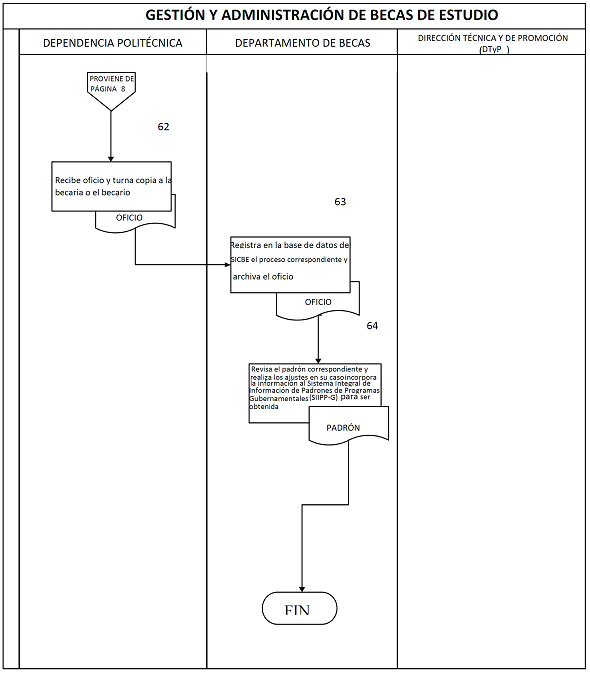 GESTIÓN Y ADMINISTRACIÓN DE BECAS DE ESTUDIO
DEPENDENCIA POLITÉCNICA
DEPARTAMENTO DE BECAS
DIRECCIÓN TÉCNICA Y DE PROMOCIÓN
(DTyP )
PROVIENE DE
PÁGINA 8
62
Recibe oficio y turna copia a la
becaria o el becario
OFICIO
63
Registra en la base de datos de
SICBE el proceso correspondiente y
archiva el oficio
OFICIO
64
Revisa el padrón correspondiente y
realiza los ajustes en su casoincorpora
la información al Sistema Integral de
Información de Padrones de Programas
Gubernamentales (SIIPP-G) para ser
obtenida
PADRÓN
FIN